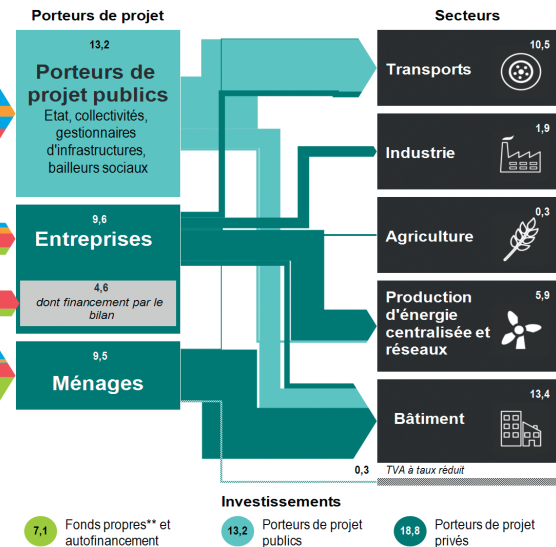 Porteurs de projet
Secteurs
13,2
Porteurs de
projet publics
Etat, collectivités,
gestionnaires
d'infrastructures,
bailleurs sociaux
9,6
Entreprises
4,6
dont financement par le
bilan
9,5
Ménages
10,5
Transports
1,9
Industrie
0,3
Agriculture
5,9
Production
d'énergie
centralisée et
réseaux
13,4
Bâtiment
0,3 TVA à taux réduit
Investissements
7,1
Fonds propres** et
autofinancement
13,2
Porteurs de projet
publics
18,8
Porteurs de projet
privés